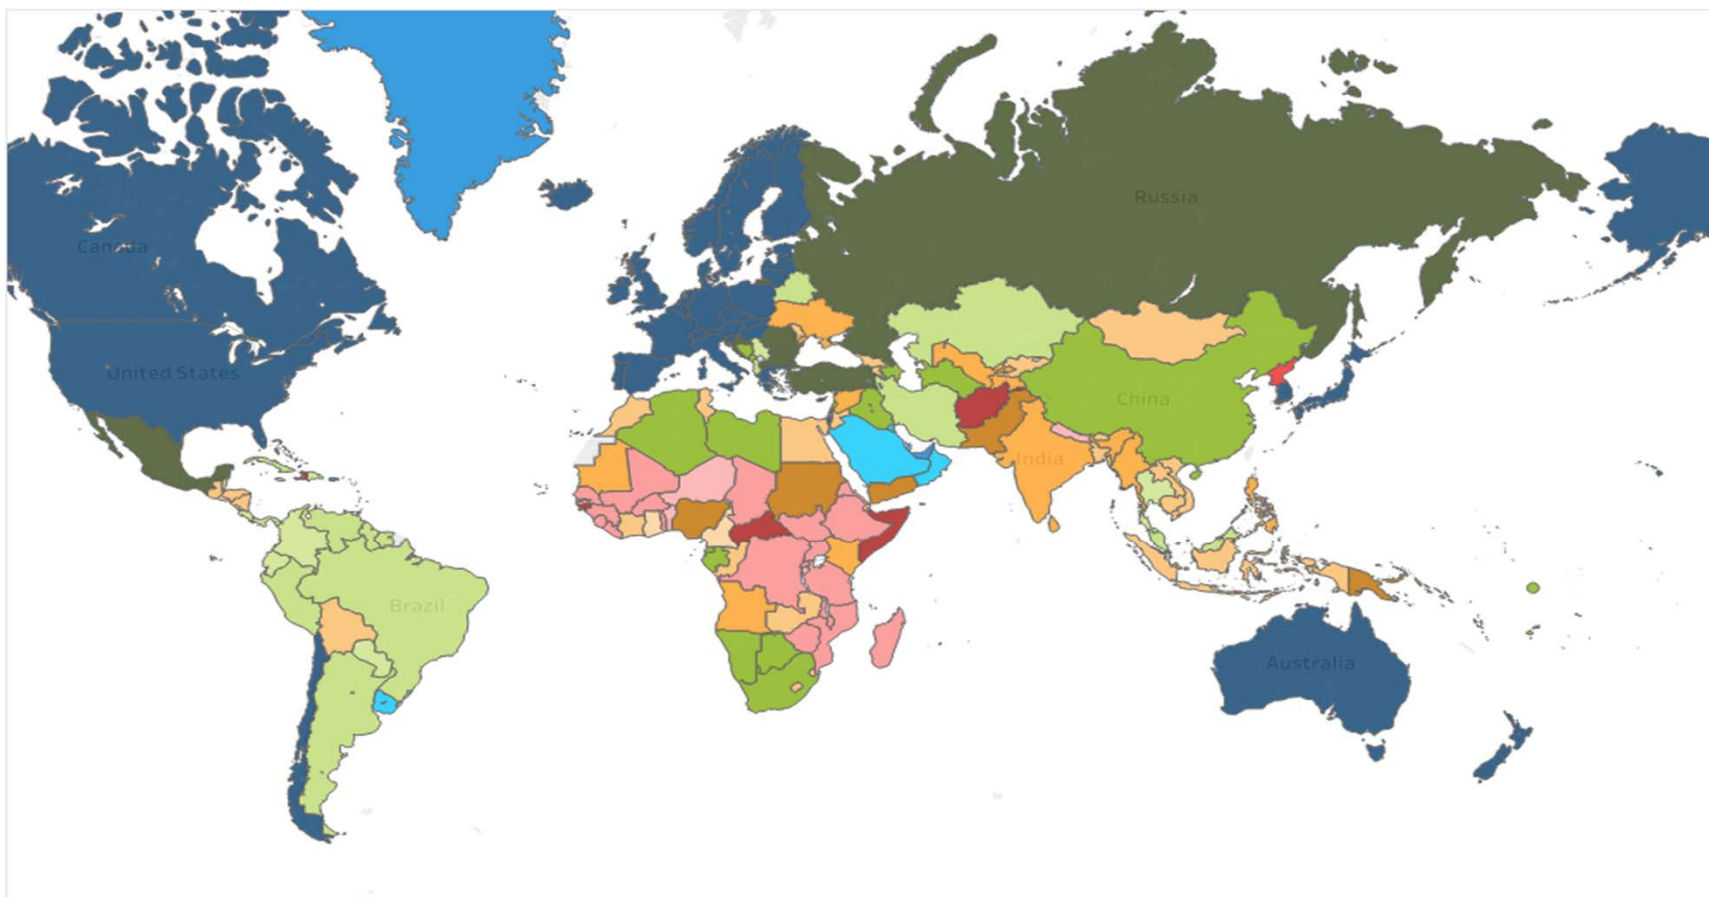 Russia
Canada
United States
China
India
Brazil
Australia